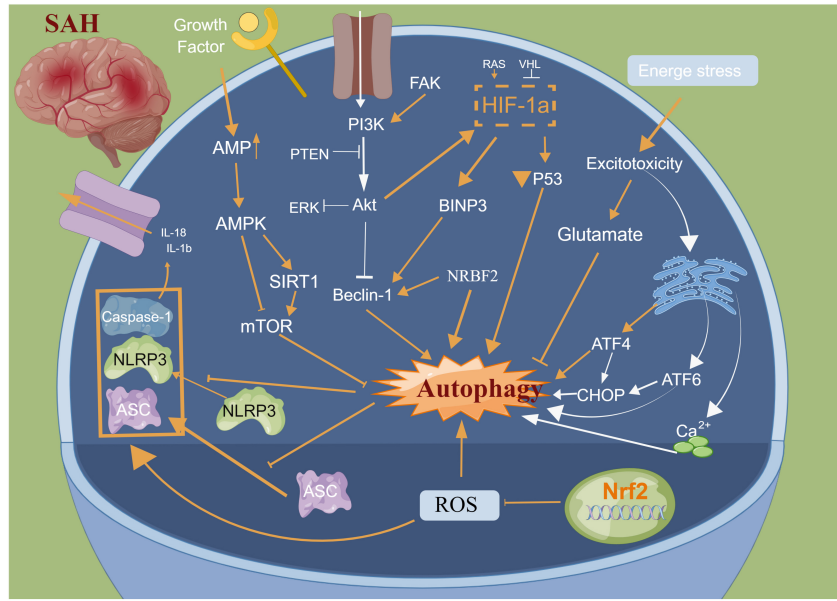 SAH
Growth
Factor
FAK
RAS
VHL
HIF-1a
Energe stress
PI3K
PTEN
AMP
P53
Excitotoxicity
ERK
Akt
BINP3
AMPK
Glutamate
IL-18
IL-1b
SIRT1
NRBF2
Beclin-1
Caspase-1
mTOR
NLRP3
ATF4
Autophagy
CHOP
ATF6
ASC
NLRP3
Ca2+
ASC
ROS
Nrf2